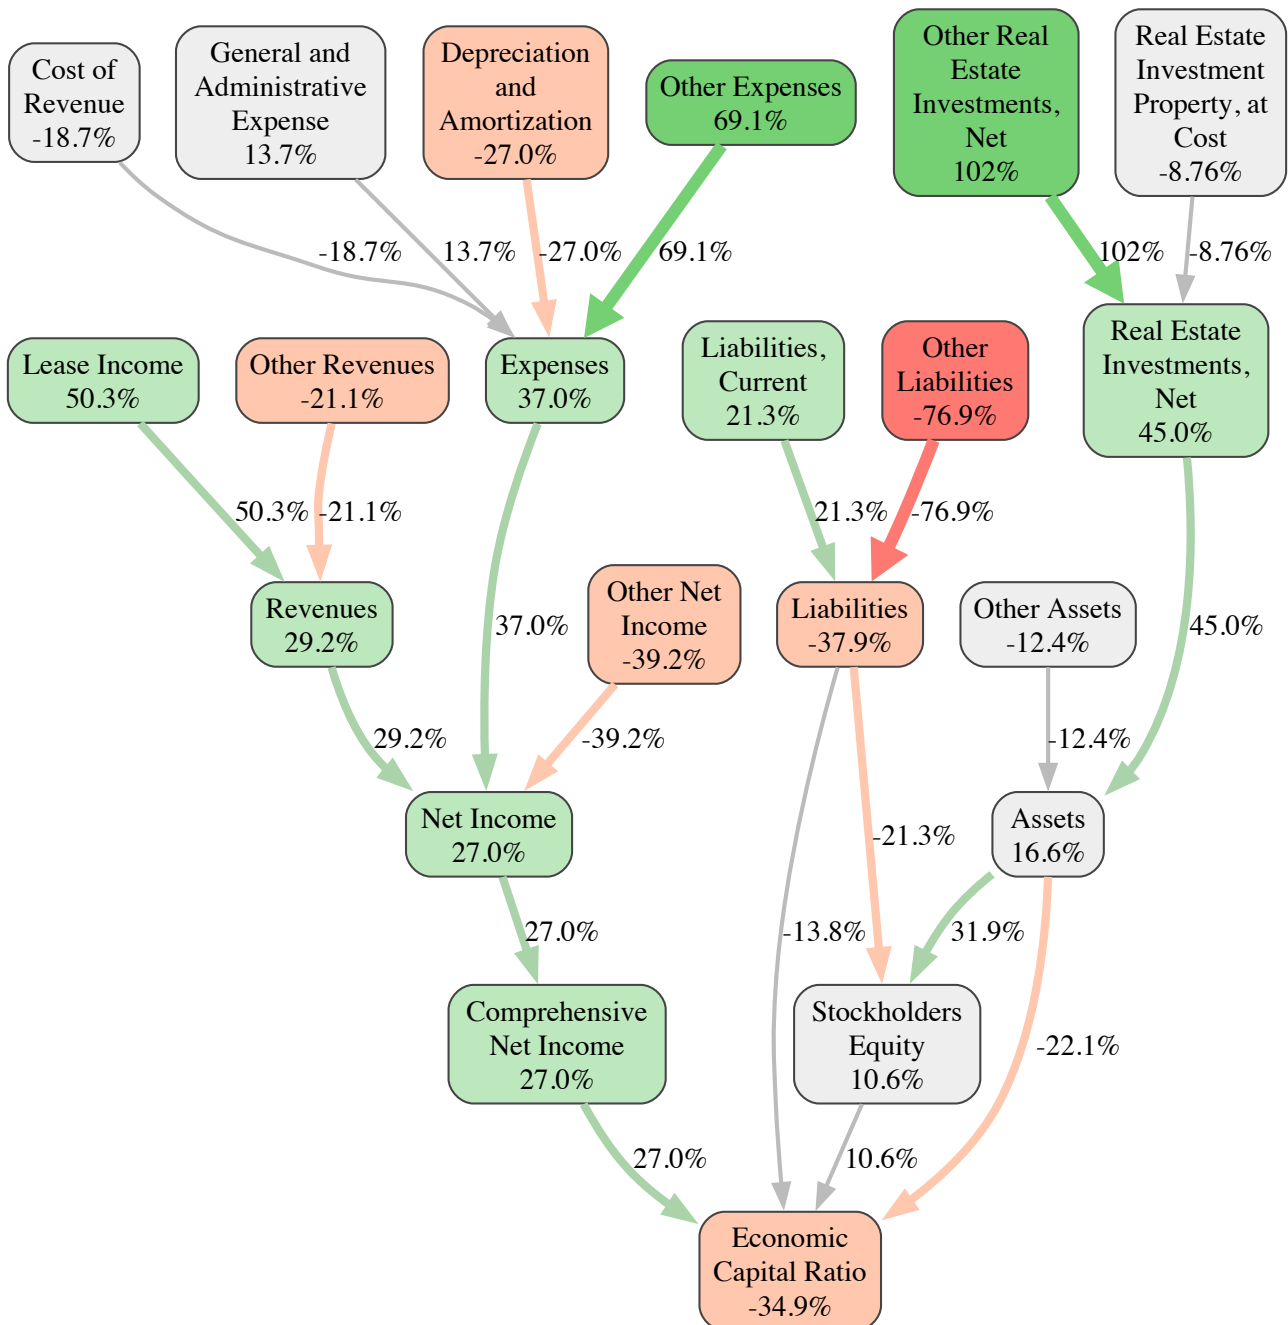 Cost of
Revenue
-18.7%
General and
Administrative
Expense
13.7%
Depreciation
and
Amortization
-27.0%
Other Expenses
69.1%
Other Real
Estate
Investments,
Net
102%
Real Estate
Investment
Property, at
Cost
-8.76%
-18.7%
13.7%
-27.0%
69.1%
102%
-8.76%
Lease Income
50.3%
Other Revenues
-21.1%
Expenses
37.0%
Liabilities,
Current
21.3%
Other
Liabilities
-76.9%
Real Estate
Investments,
Net
45.0%
50.3%
-21.1%
21.3%
-76.9%
Revenues
29.2%
37.0%
Other Net
Income
-39.2%
Liabilities
-37.9%
Other Assets
-12.4%
45.0%
29.2%
-39.2%
-12.4%
Net Income
27.0%
-21.3%
Assets
16.6%
27.0%
-13.8%
31.9%
Comprehensive
Net Income
27.0%
Stockholders
Equity
10.6%
-22.1%
27.0%
10.6%
Economic
Capital Ratio
-34.9%